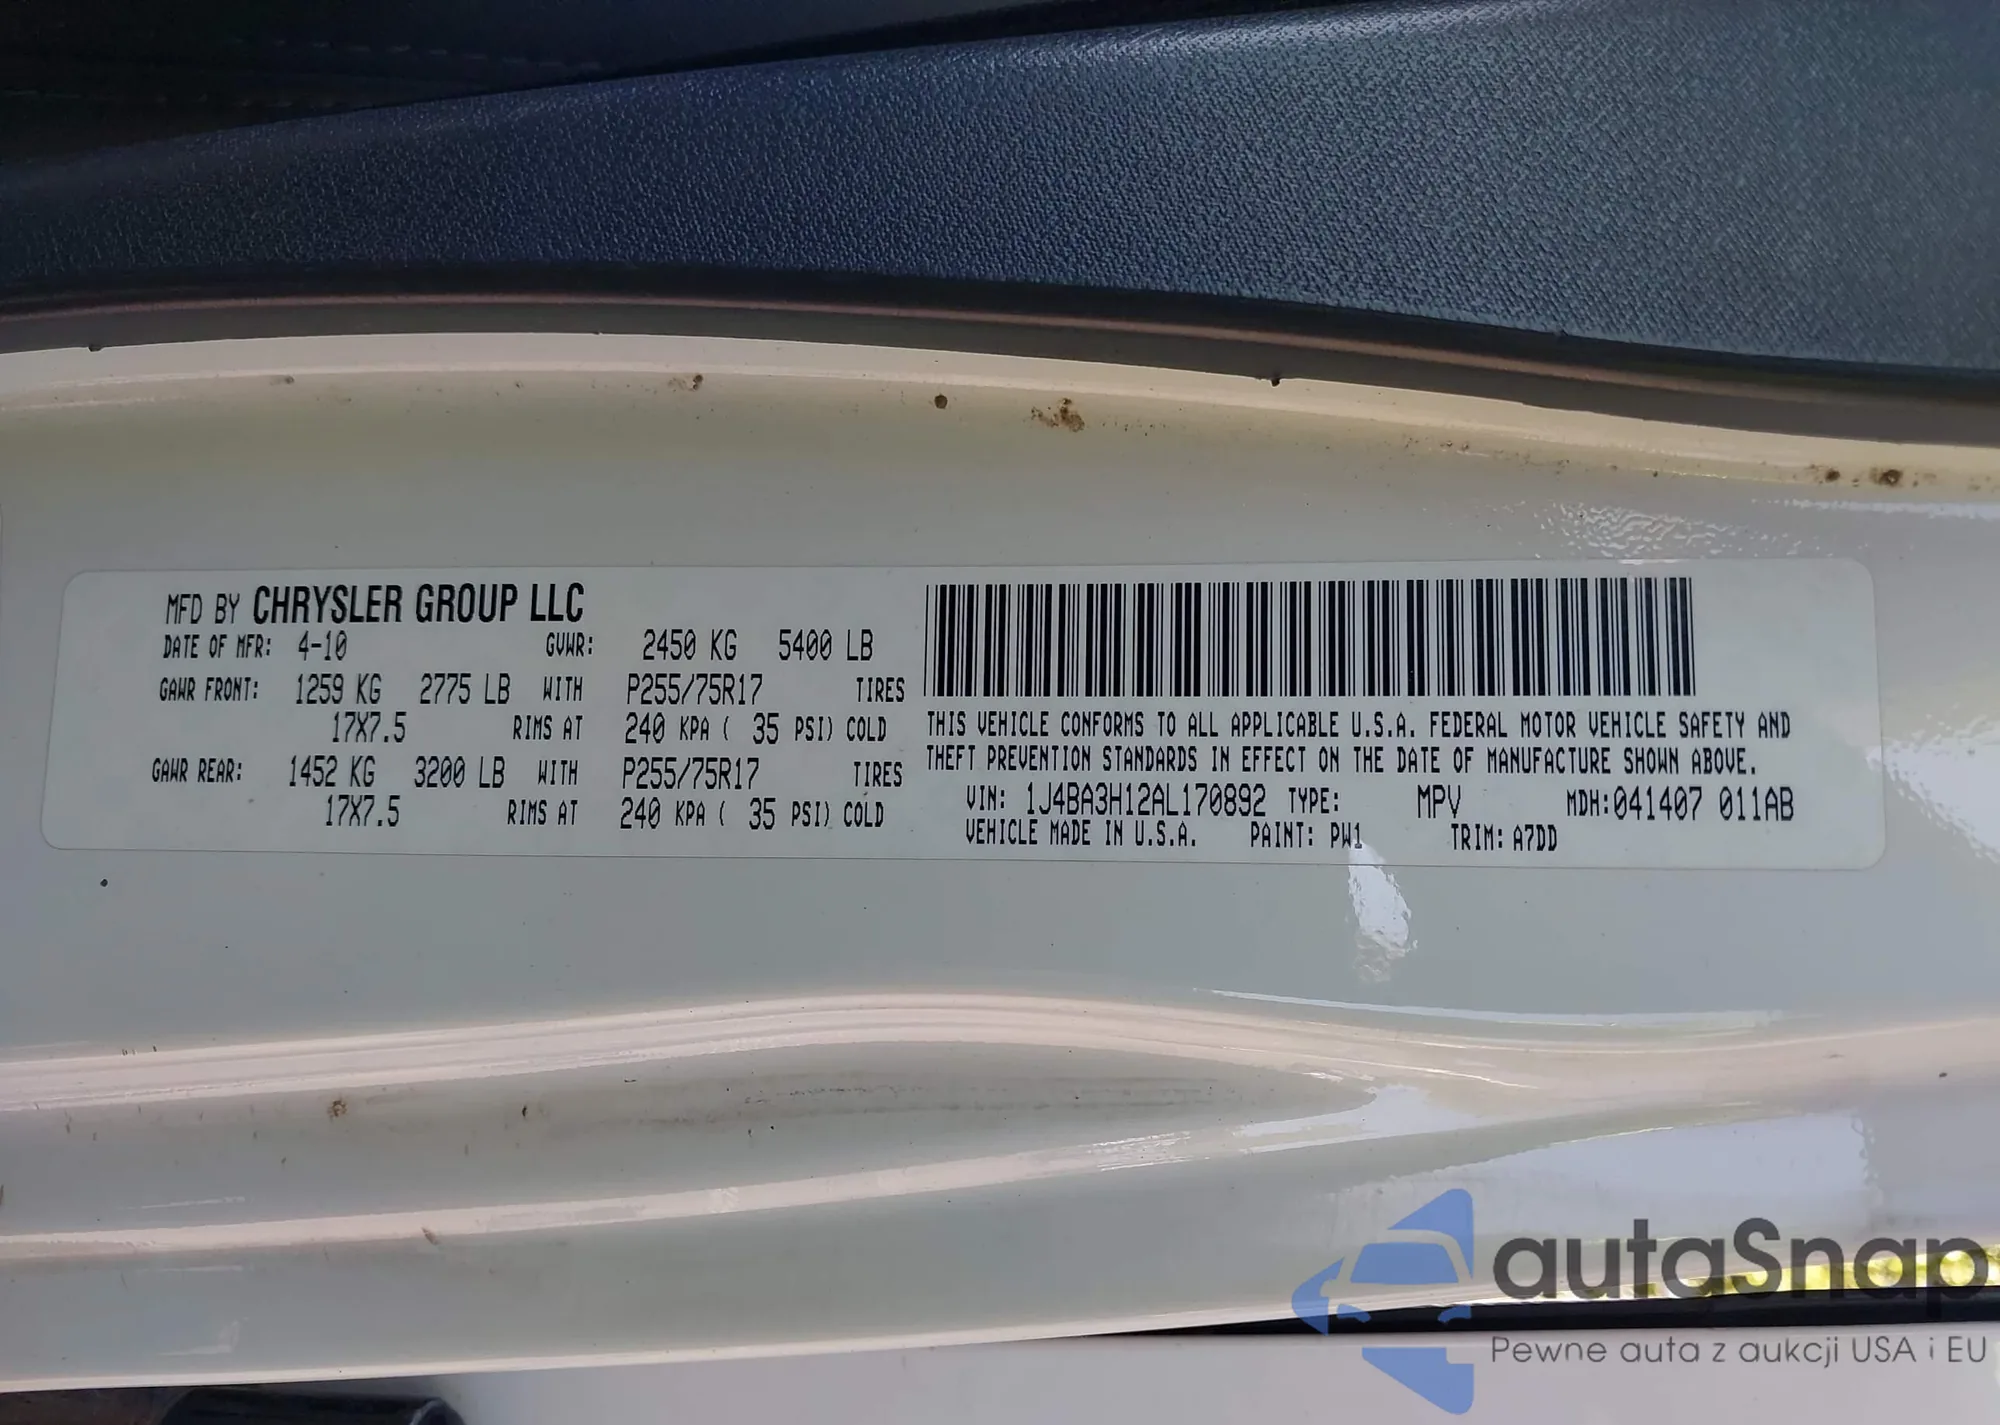 MFD BY CHRYSLER GROUP LLC
DATE OF MFR: 4-10 GVWR: 2450 KG 5400 LB
GAWR FRONT: 1259 KG 2775 LB WITH P255/75R17 TIRES
17X7.5 RIMS AT 240 KPA ( 35 PSI) COLD
GAWR REAR: 1452 KG 3200 LB WITH P255/75R17 TIRES
17X7.5 RIMS AT 240 KPA ( 35 PSI) COLD
THIS VEHICLE CONFORMS TO ALL APPLICABLE U.S.A. FEDERAL MOTOR VEHICLE SAFETY AND
THEFT PREVENTION STANDARDS IN EFFECT ON THE DATE OF MANUFACTURE SHOWN ABOVE.
VIN: 1J4BA3H12AL170892 TYPE: MPV MDH:041407 011AB
VEHICLE MADE IN U.S.A. PAINT: PW1 TRIM: A7DD
autaSnap
Pewne auta z aukcji USA i EU